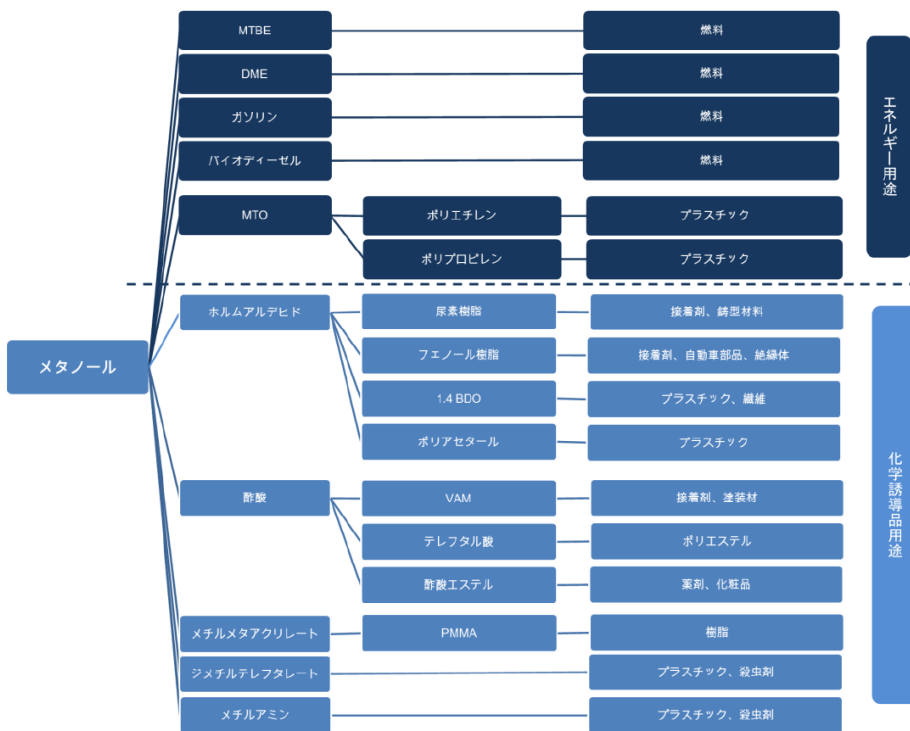 MTBE
燃料
DME
燃料
ガソリン
燃料
バイオディーゼル
燃料
MTO
ポリエチレン
プラスチック
ポリプロピレン
プラスチック
エネルギー用途
メタノール
ホルムアルデヒド
尿素樹脂
接着剤、鋳型材料
フェノール樹脂
接着剤、自動車部品、絶縁体
1.4 BDO
プラスチック、繊維
ポリアセタール
プラスチック
酢酸
VAM
接着剤、塗装材
テレフタル酸
ポリエステル
酢酸エステル
薬剤、化粧品
メチルメタアクリレート
PMMA
樹脂
ジメチルテレフタレート
プラスチック、殺虫剤
メチルアミン
プラスチック、殺虫剤
化学誘導品用途